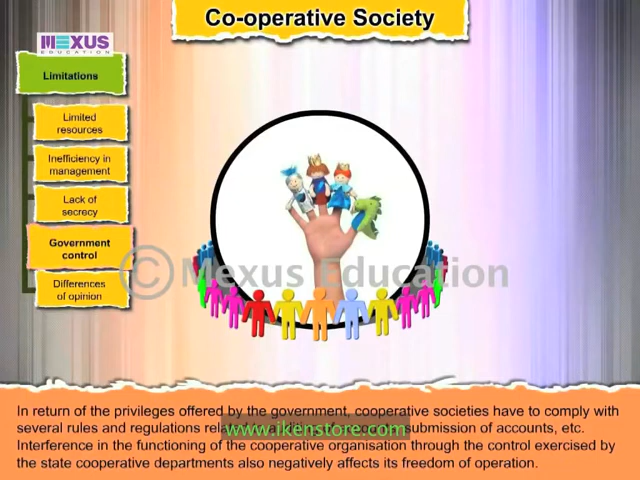 Co-operative Society
MEXUS
EDUCATION
Limitations
Limited
resources
Inefficiency in
management
Lack of
secrecy
Government
control
Differences
of opinion
© Mexus Education
In return of the privileges offered by the government, cooperative societies have to comply with
several rules and regulations submission of accounts, etc.
www.ikenstore.com
Interference in the functioning of the cooperative organisation through the control exercised by
the state cooperative departments also negatively affects its freedom of operation.